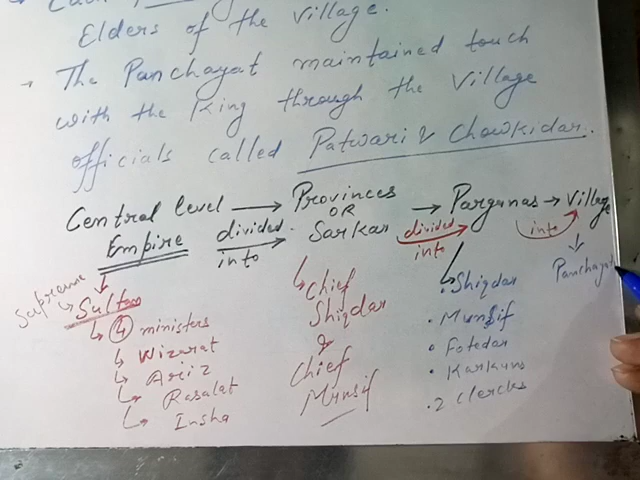 Elders of the Village.
→ The Panchayat maintained touch
with the King through the Village
officials called Patwari & Chowkidar.
Central level → Provinces → Parganas → Village
OR
Empire divided into Sarkar divided into into
Supreme Sultan
Chief
Shiqdar
&
Chief
Munsif
• Shiqdar
• Munsif
• Fotedar
• Karkuns
• 2 Clercks
Panchayat
4 ministers
Wizarat
Ariz
Rasalat
Insha